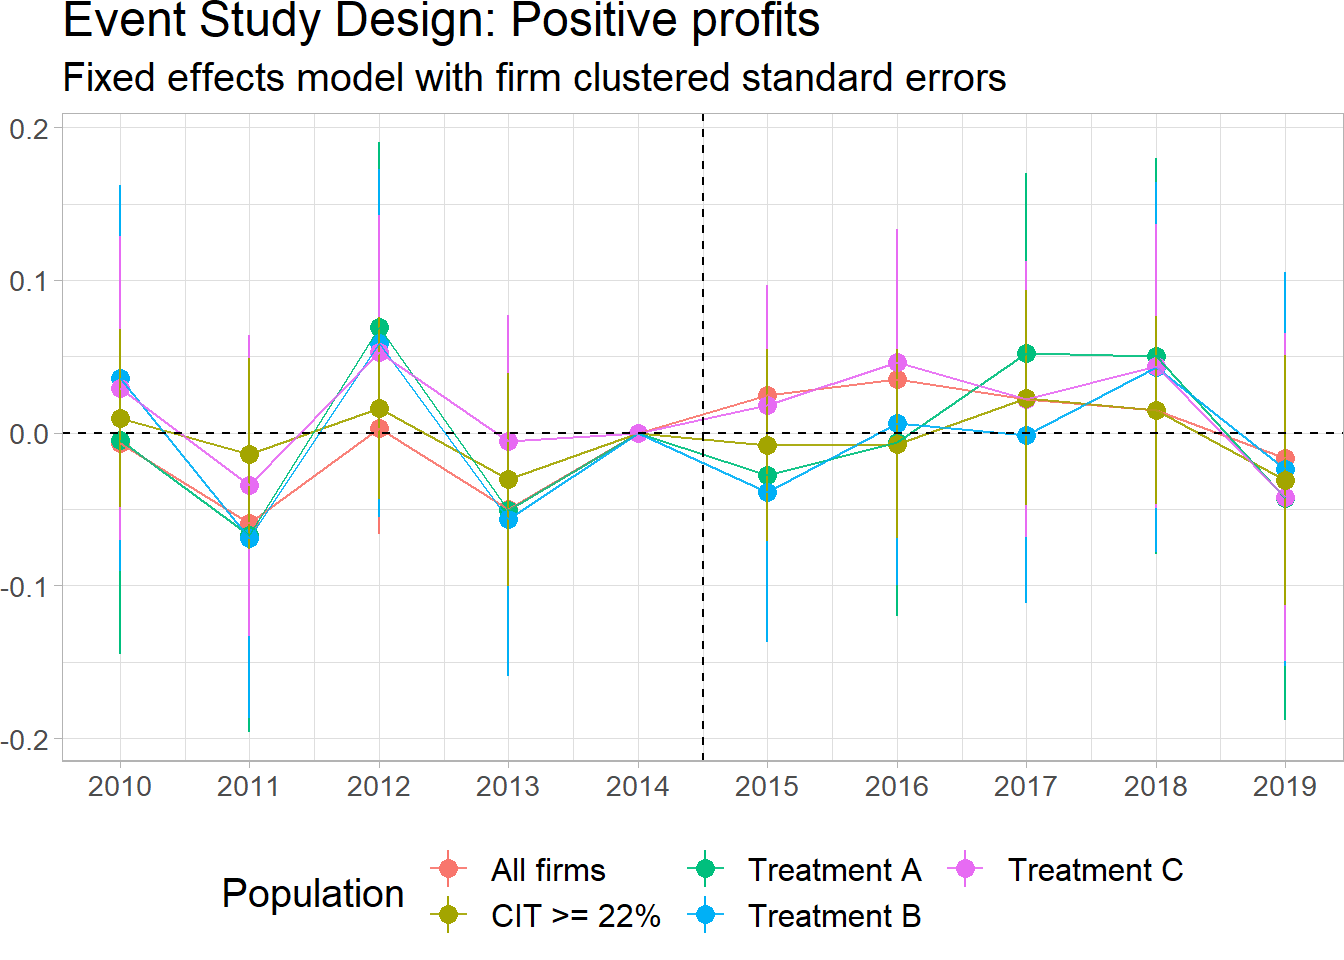 Event Study Design: Positive profits
Fixed effects model with firm clustered standard errors
0.2
0.1
0.0
-0.1
-0.2
2010 2011 2012 2013 2014 2015 2016 2017 2018 2019
Population
All firms Treatment A Treatment C
CIT >= 22% Treatment B